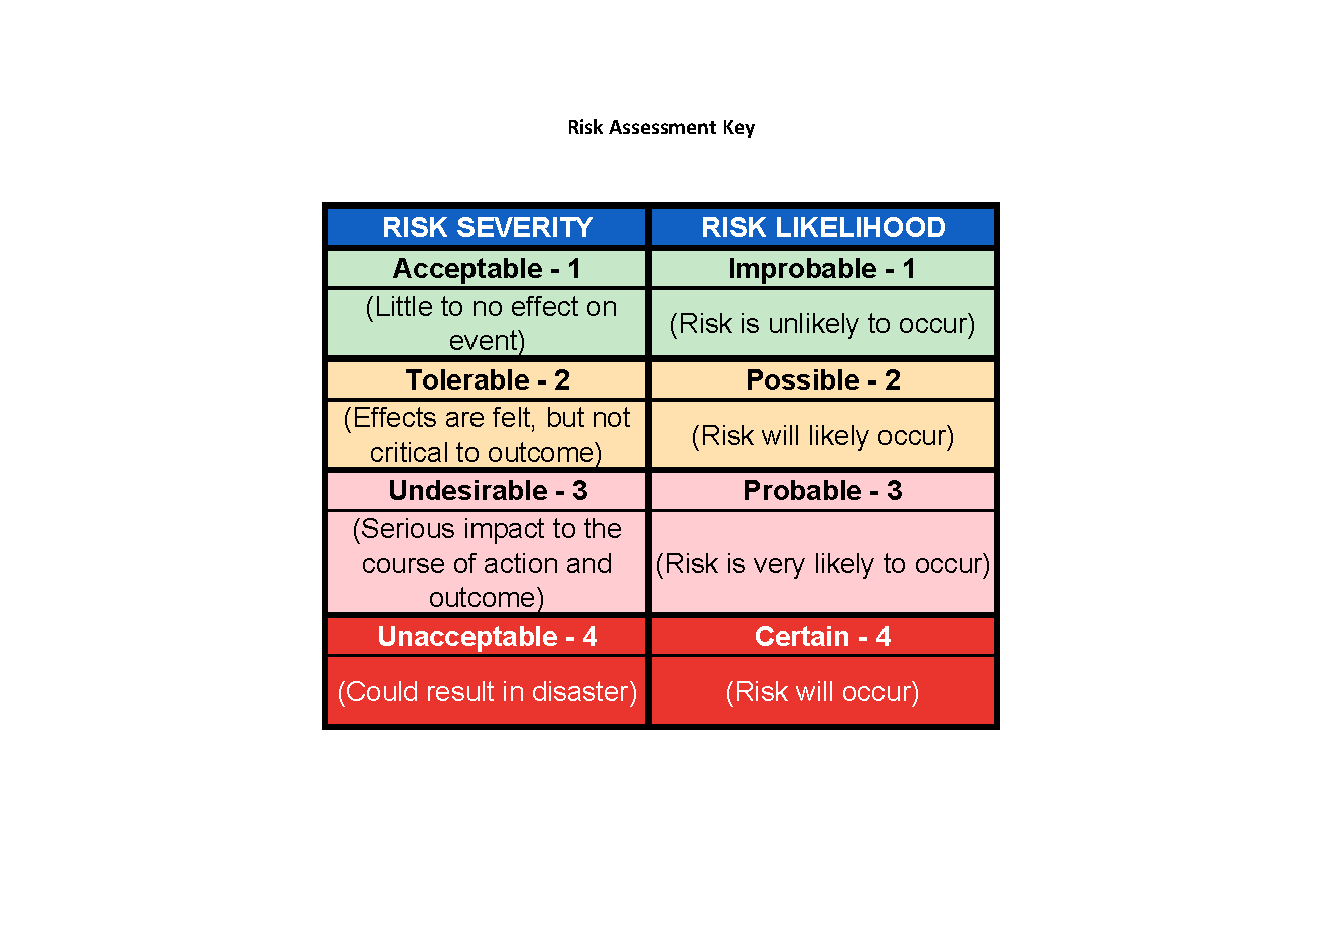 Risk Assessment Key
RISK SEVERITY
RISK LIKELIHOOD
Acceptable - 1
Improbable - 1
(Little to no effect on
event)
(Risk is unlikely to occur)
Tolerable - 2
Possible - 2
(Effects are felt, but not
critical to outcome)
(Risk will likely occur)
Undesirable - 3
Probable - 3
(Serious impact to the
course of action and
outcome)
(Risk is very likely to occur)
Unacceptable - 4
Certain - 4
(Could result in disaster)
(Risk will occur)